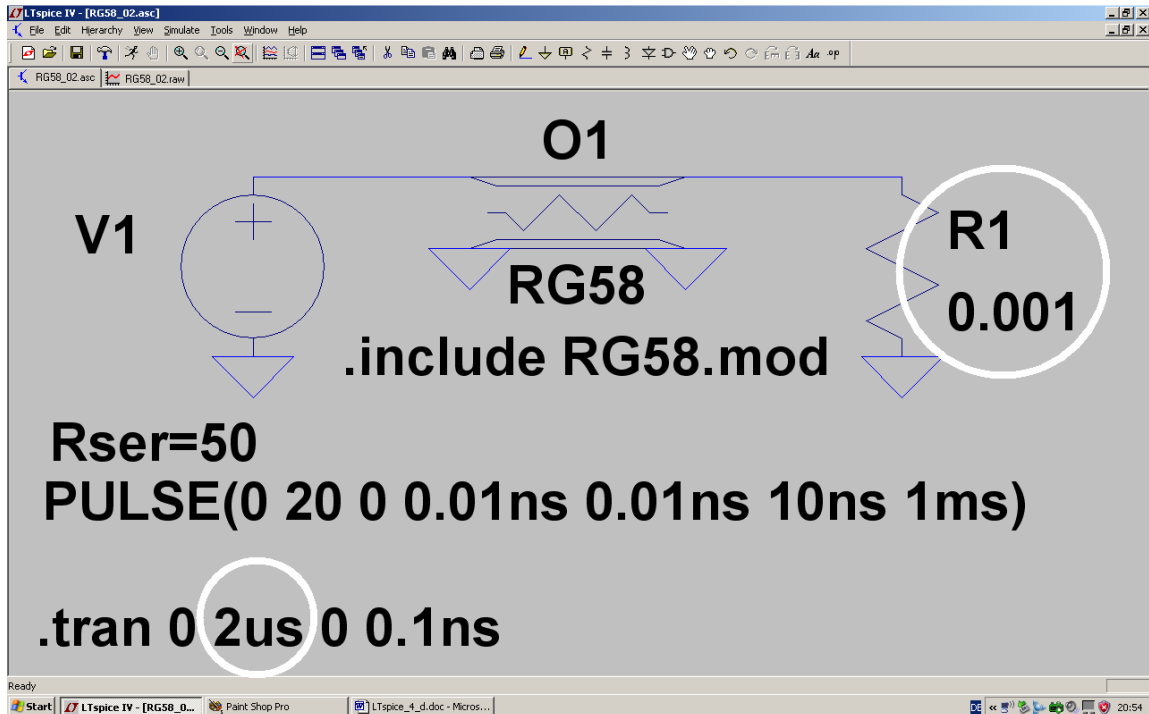 LTspice IV - [RG58_02.asc]
File Edit Hierarchy View Simulate Tools Window Help
Aa .op
RG58_02.asc RG58_02.raw
O1
V1
R1
RG58
0.001
.include RG58.mod
Rser=50
PULSE(0 20 0 0.01ns 0.01ns 10ns 1ms)
.tran 0 2us 0 0.1ns
Ready
Start LTspice IV - [RG58_0... Paint Shop Pro LTspice_4_d.doc - Micros... DE « 20:54